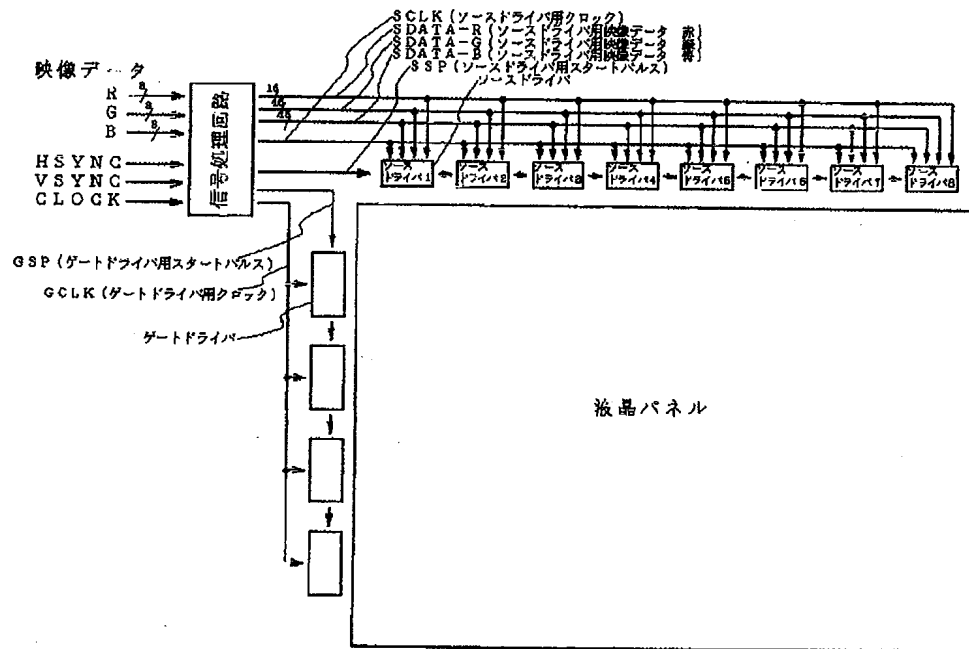 SCLK(ソースドライバ用クロック)
SDATA-R(ソースドライバ用映像データ 赤)
SDATA-G(ソースドライバ用映像データ 緑)
SDATA-B(ソースドライバ用映像データ 青)
SSP(ソースドライバ用スタートパルス)
ソースドライバ
映像データ
R 8
G 8
B 8
HSYNC
VSYNC
CLOCK
信号処理回路
16
ソースドライバ1
ソースドライバ2
ソースドライバ3
ソースドライバ4
ソースドライバ5
ソースドライバ6
ソースドライバ7
ソースドライバ8
GSP(ゲートドライバ用スタートパルス)
GCLK(ゲートドライバ用クロック)
ゲートドライバ
液晶パネル